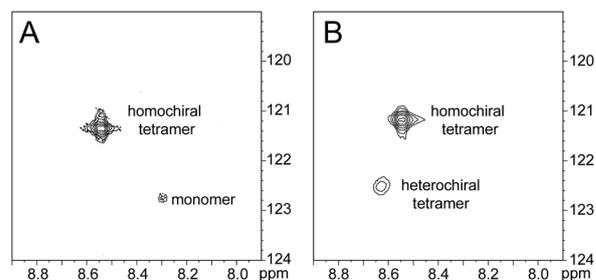 A
homochiral
tetramer
monomer
120
121
122
123
124
8.8 8.6 8.4 8.2 8.0 ppm
B
homochiral
tetramer
heterochiral
tetramer
120
121
122
123
124
8.8 8.6 8.4 8.2 8.0 ppm